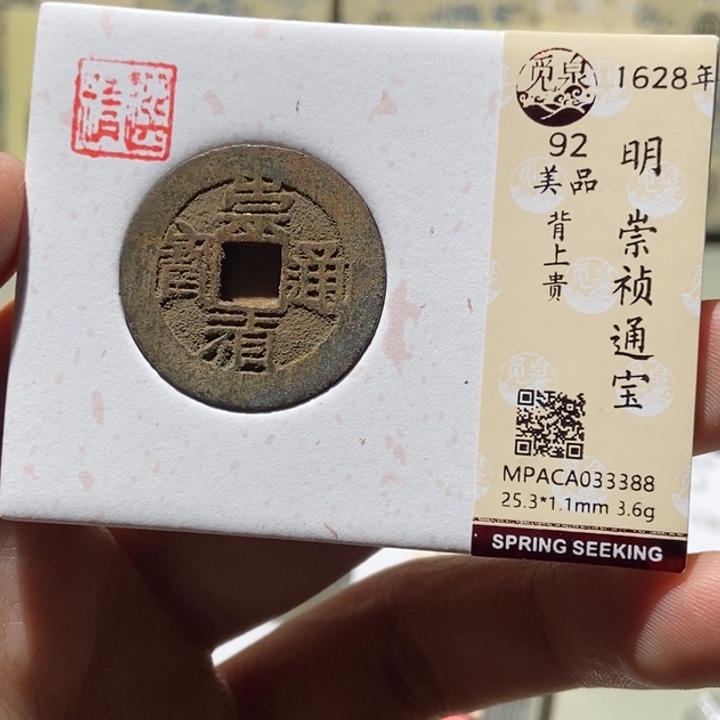 崇禎通寶
觅泉
1628年
92
美品
背上贵
明 崇祯通宝
MPACA033388
25.3*1.1mm 3.6g
SPRING SEEKING